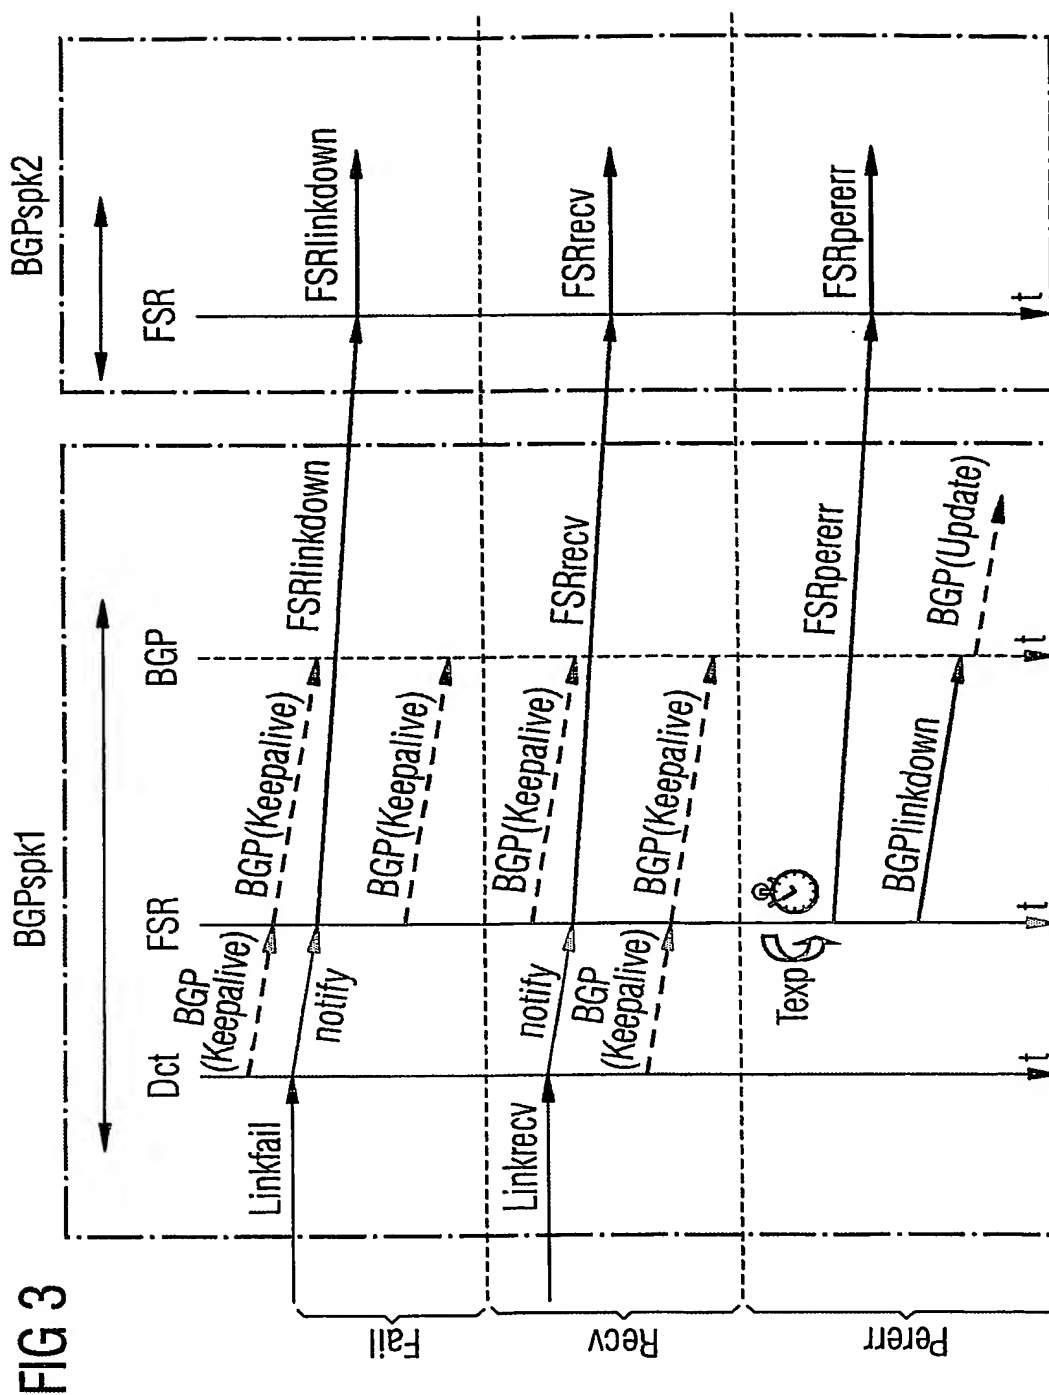 FIG 3
BGPspk1
BGPspk2
Dct
FSR
BGP
FSR
BGP
(Keepalive)
BGP(Keepalive)
Linkfail
notify
FSRlinkdown
FSRlinkdown
BGP(Keepalive)
Fail
BGP(Keepalive)
Linkrecv
notify
FSRrecv
FSRrecv
BGP
(Keepalive)
BGP(Keepalive)
Recv
Texp
FSRpererr
FSRpererr
BGPlinkdown
BGP(Update)
Pererr
t
t
t
t